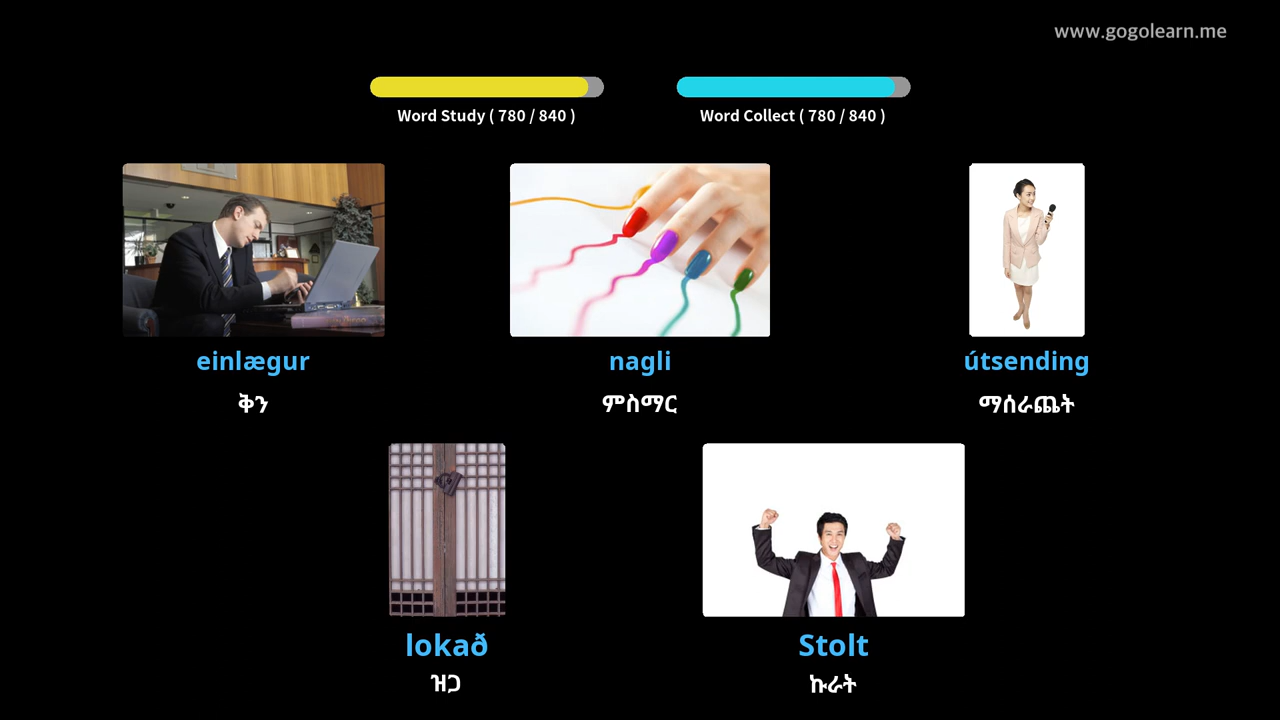 www.gogolearn.me
Word Study ( 780 / 840 )
Word Collect ( 780 / 840 )
einlægur
ቅን
nagli
ምስማር
útsending
ማሰራጨት
lokað
ዝጋ
Stolt
ኩራት